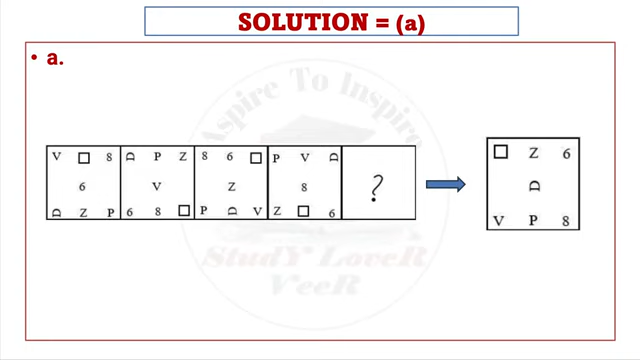 SOLUTION = (a)
• a.
Aspire To Inspire
V □ 8 D P Z 8 6 □ P V D
6 V Z 8 ?
D Z P 6 8 □ P D V Z □ 6
□ Z 6
D
V P 8
StudY LoveR
VeeR